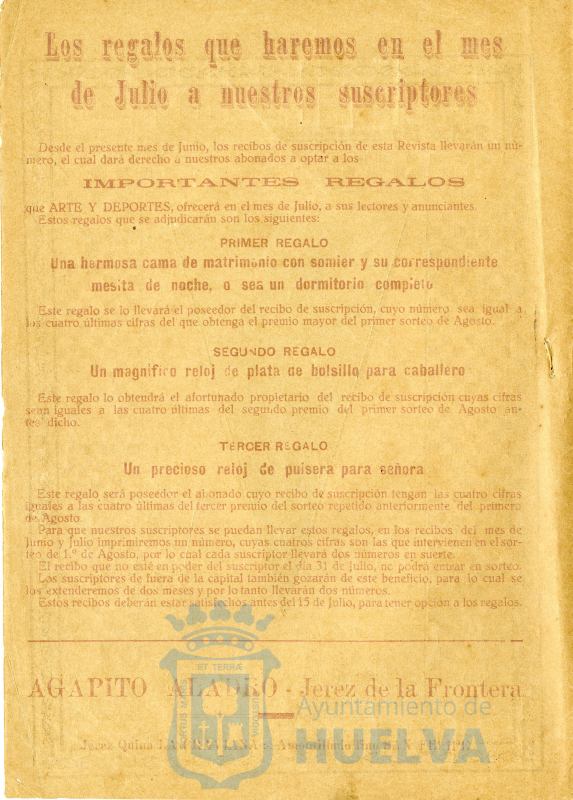 Los regalos que haremos en el mes
de Julio a nuestros suscriptores
Desde el presente mes de Junio, los recibos de suscripción de esta Revista llevarán un nú-
mero, el cual dará derecho a nuestros abonados a optar a los
IMPORTANTES REGALOS
que ARTE Y DEPORTES, ofrecerá en el mes de Julio, a sus lectores y anunciantes.
Estos regalos que se adjudicarán son los siguientes:
PRIMER REGALO
Una hermosa cama de matrimonio con somier y su correspondiente
mesita de noche, o sea un dormitorio completo
Este regalo se lo llevará el poseedor del recibo de suscripción, cuyo número sea igual a
las cuatro últimas cifras del que obtenga el premio mayor del primer sorteo de Agosto.
SEGUNDO REGALO
Un magnífico reloj de plata de bolsillo para caballero
Este regalo lo obtendrá el afortunado propietario del recibo de suscripción cuyas cifras
sean iguales a las cuatro últimas del segundo premio del primer sorteo de Agosto an-
tes dicho.
TERCER REGALO
Un precioso reloj de pulsera para señora
Este regalo será poseedor el abonado cuyo recibo de suscripción tengan las cuatro cifras
iguales a las cuatro últimas del tercer premio del sorteo repetido anteriormente del primero
de Agosto.
Para que nuestros suscriptores se puedan llevar estos regalos, en los recibos del mes de
Junio y Julio imprimiremos un número, cuyas cuatros cifras son las que intervienen en el sor-
teo de 1.º de Agosto, por lo cual cada suscriptor llevará dos números en suerte.
El recibo que no esté en poder del suscriptor el día 31 de julio, no podrá entrar en sorteo.
Los suscriptores de fuera de la capital también gozarán de este beneficio, para lo cual se
los extenderemos de dos meses y por lo tanto llevarán dos números.
Estos recibos deberán estar satisfechos antes del 15 de Julio, para tener opción a los regalos.
AGAPITO ALADRO - Jerez de la Frontera
Jerez Quina
ET TERRÆ
Ayuntamiento de
HUELVA